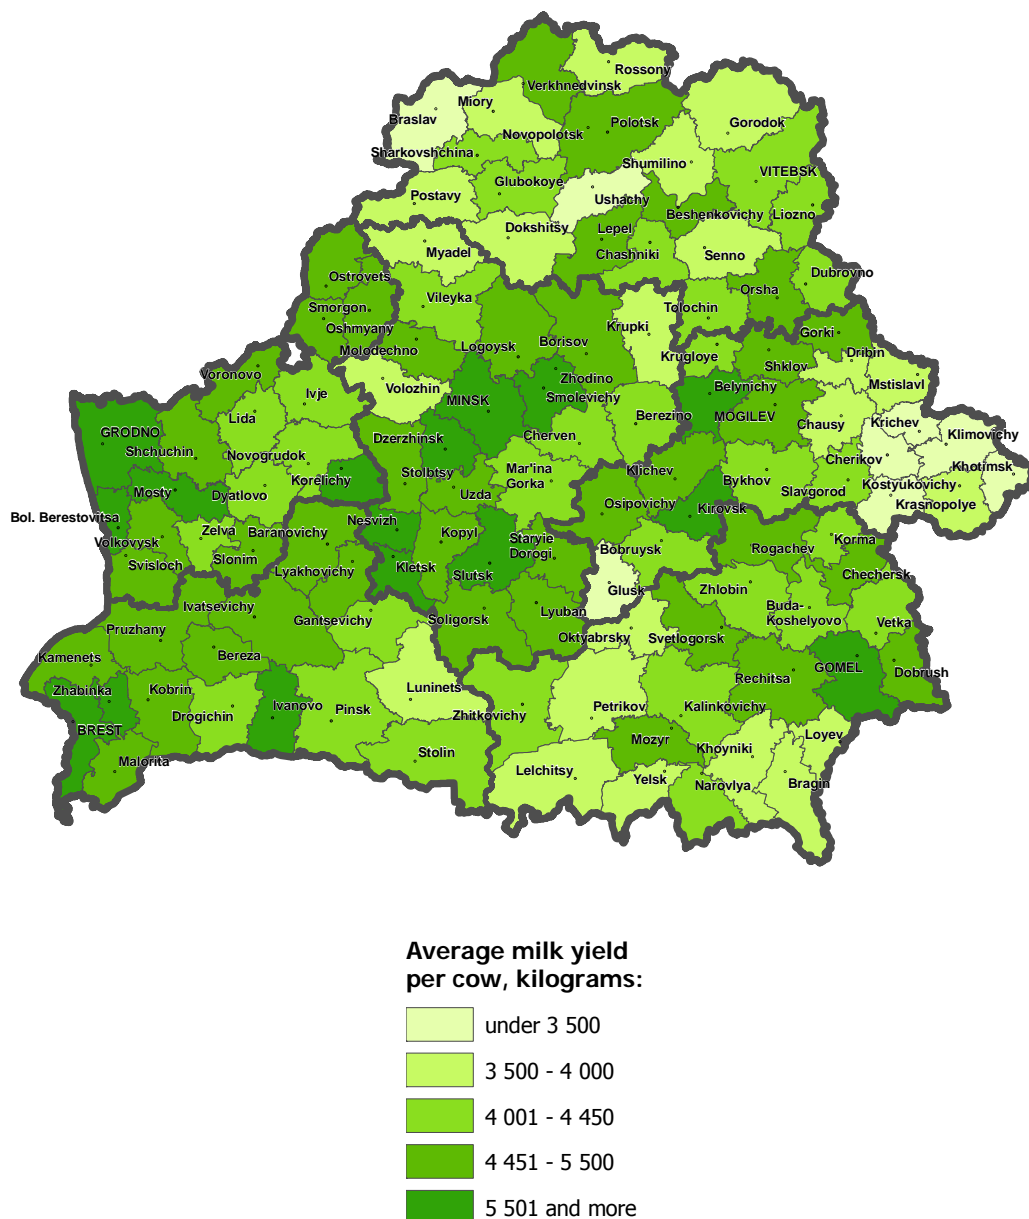 Rossony
Verkhnedvinsk
Miory
Braslav
Novopolotsk
Polotsk
Gorodok
Sharkovshchina
Shumilino
VITEBSK
Glubokoye
Postavy
Ushachy
Beshenkovichy
Liozno
Dokshitsy
Lepel
Chashniki
Senno
Myadel
Ostrovets
Dubrovno
Orsha
Vileyka
Tolochin
Smorgon
Oshmyany
Krupki
Gorki
Molodechno
Logoysk
Borisov
Krugloye
Dribin
Shklov
Voronovo
Zhodino
Mstislavl
Volozhin
Ivje
Belynichy
MINSK
Smolevichy
Lida
Berezino
MOGILEV
Chausy
Krichev
GRODNO
Dzerzhinsk
Cherven
Klimovichy
Shchuchin
Novogrudok
Cherikov
Khotimsk
Stolbtsy
Mar'ina
Gorka
Klichev
Korelichy
Bykhov
Kostyukovichy
Mosty
Dyatlovo
Uzda
Slavgorod
Krasnopolye
Osipovichy
Kirovsk
Bol. Berestovitsa
Nesvizh
Zelva
Baranovichy
Kopyl
Staryie
Dorogi
Volkovysk
Korma
Slonim
Bobruysk
Rogachev
Svisloch
Kletsk
Slutsk
Lyakhovichy
Chechersk
Glusk
Zhlobin
Ivatsevichy
Lyuban
Buda-
Koshelyovo
Gantsevichy
Soligorsk
Vetka
Pruzhany
Oktyabrsky
Svetlogorsk
Kamenets
Bereza
GOMEL
Dobrush
Rechitsa
Zhabinka
Kobrin
Luninets
Ivanovo
Pinsk
Petrikov
Kalinkovichy
Drogichin
Zhitkovichy
BREST
Loyev
Mozyr
Khoyniki
Stolin
Malorita
Lelchitsy
Yelsk
Narovlya
Bragin
Average milk yield
per cow, kilograms:
under 3 500
3 500 - 4 000
4 001 - 4 450
4 451 - 5 500
5 501 and more